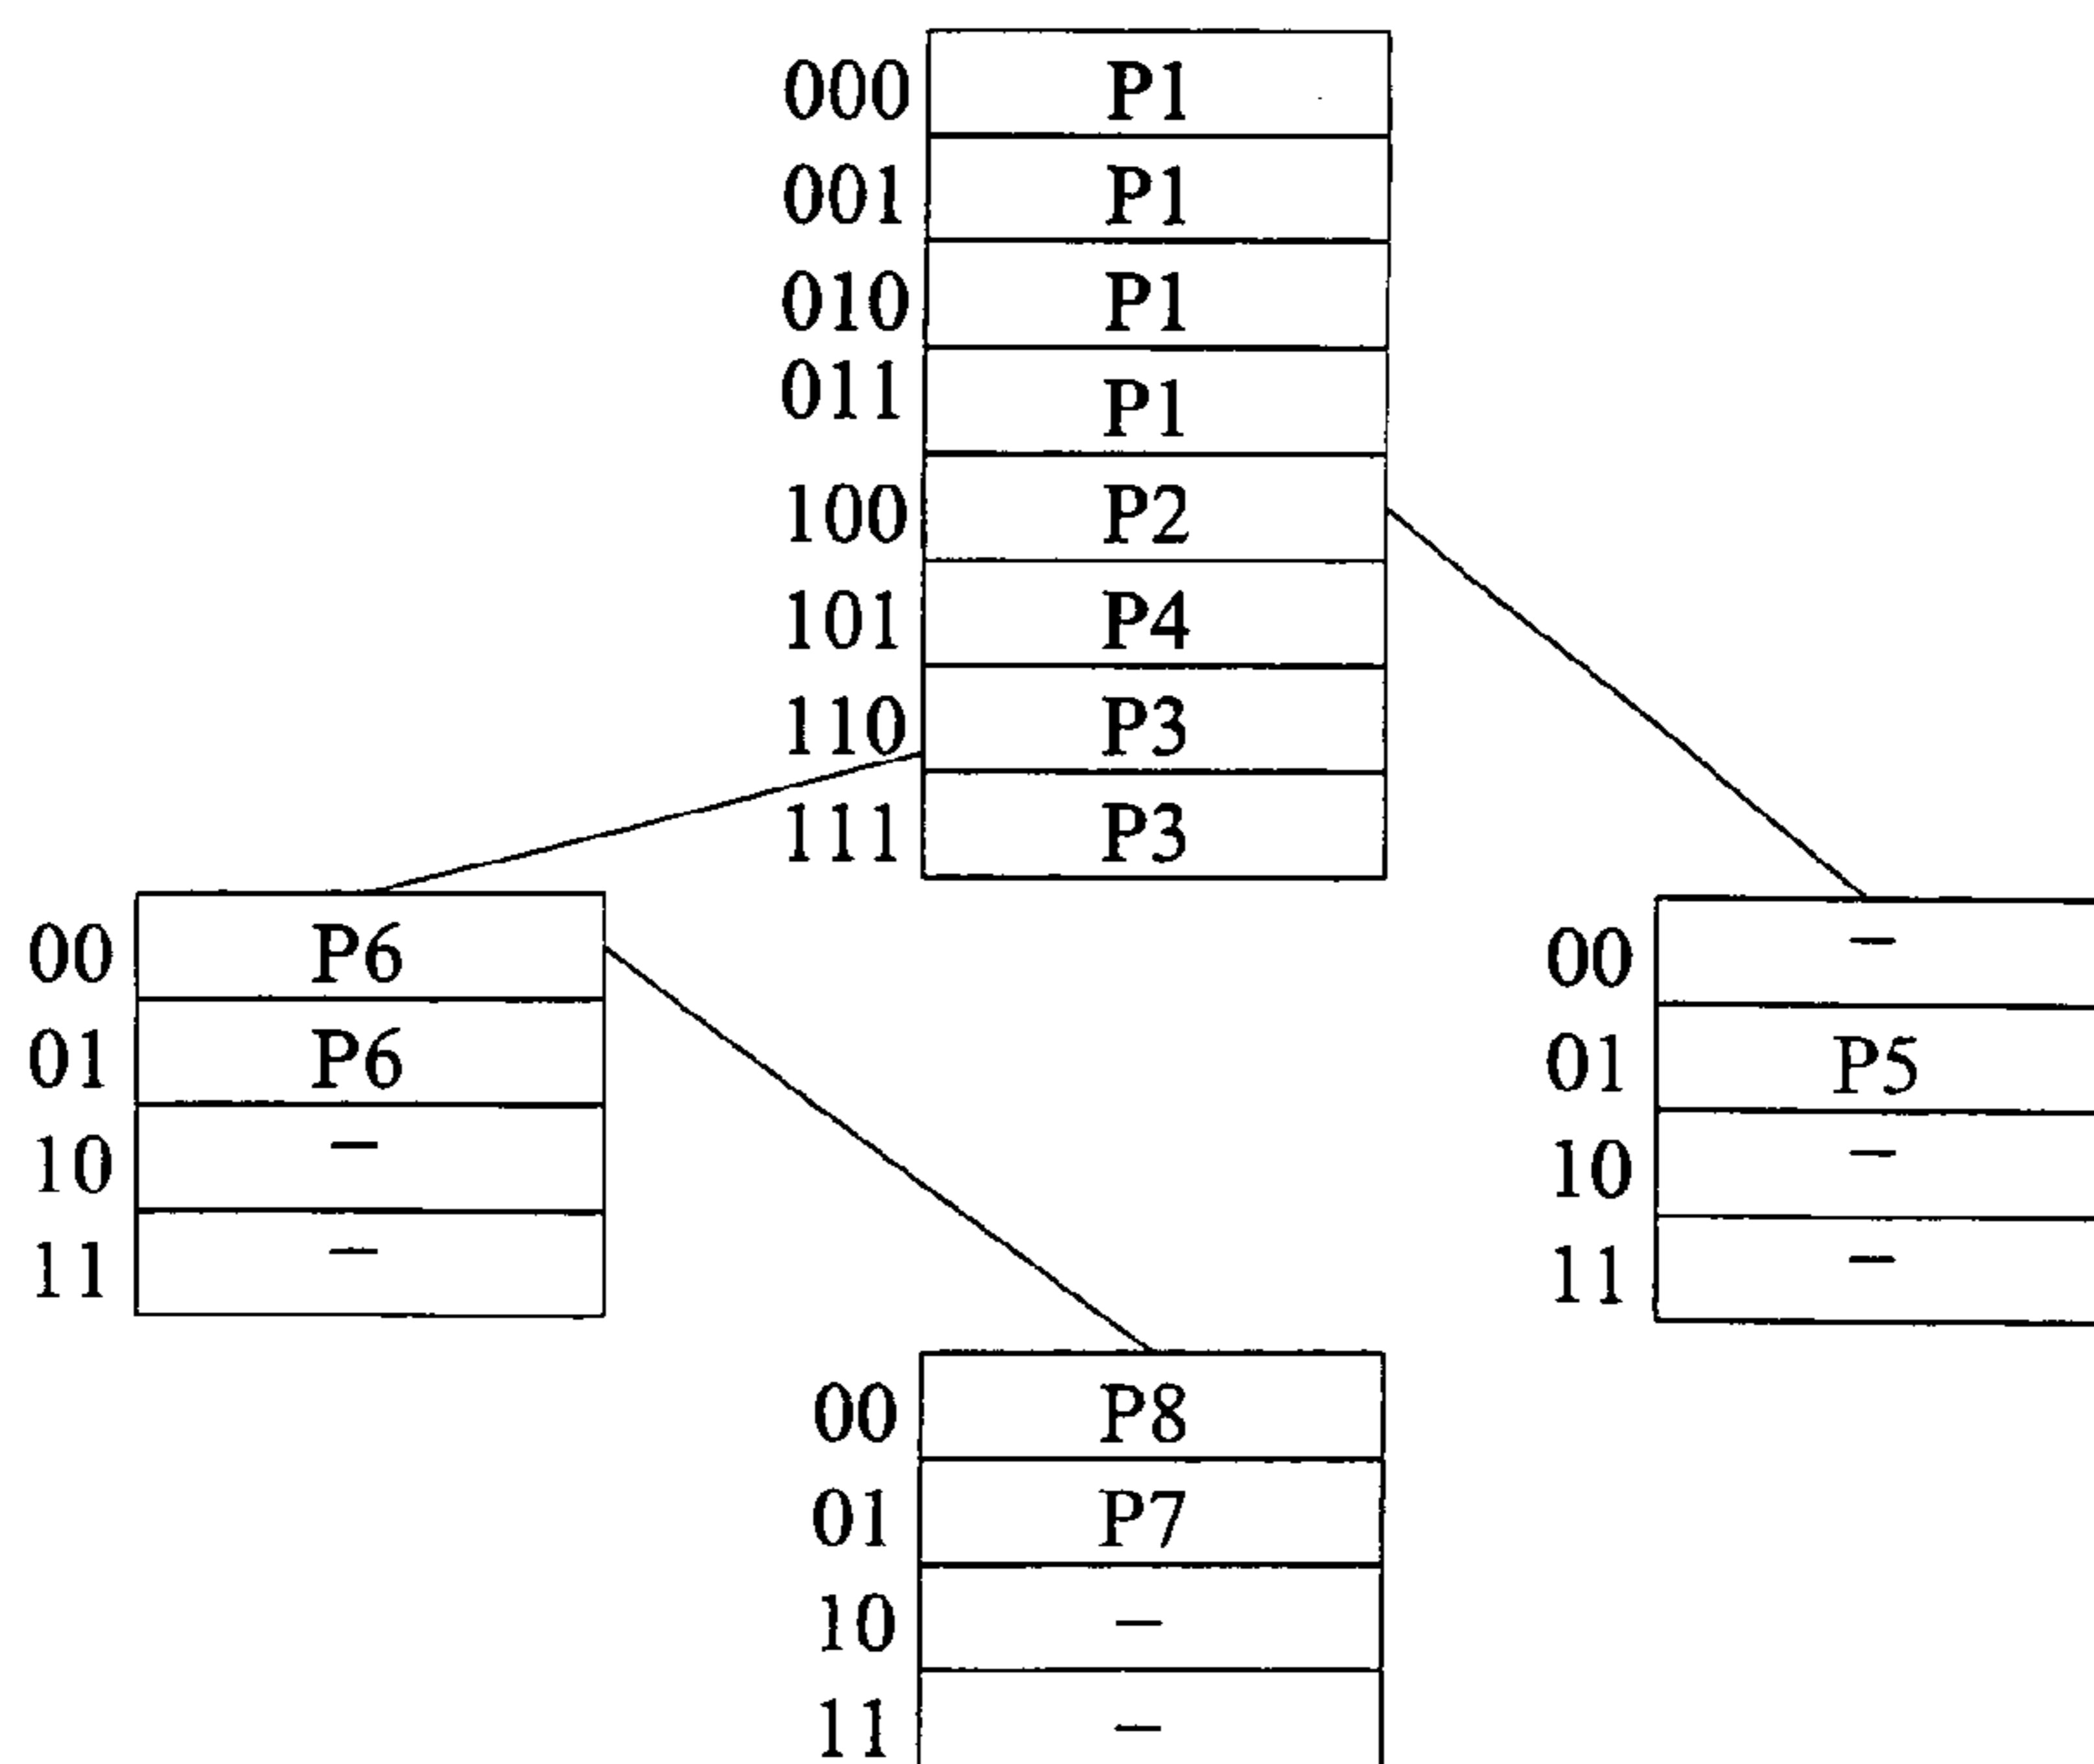 000 P1
001 P1
010 P1
011 P1
100 P2
101 P4
110 P3
111 P3
00 P6
01 P6
10 –
11 –
00 –
01 P5
10 –
11 –
00 P8
01 P7
10 –
11 –